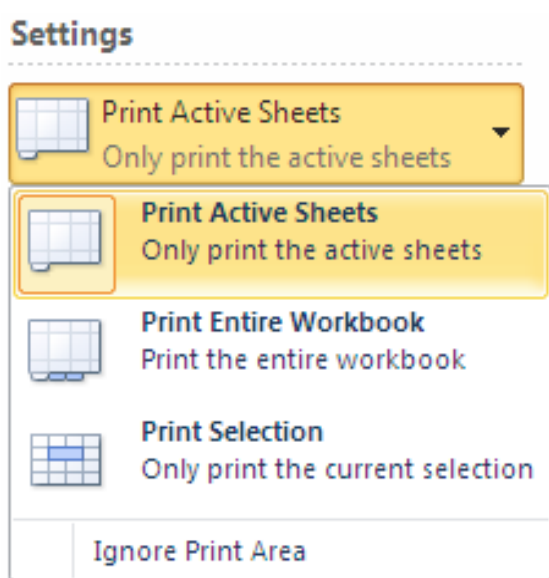 Settings
Print Active Sheets
Only print the active sheets
Print Active Sheets
Only print the active sheets
Print Entire Workbook
Print the entire workbook
Print Selection
Only print the current selection
Ignore Print Area